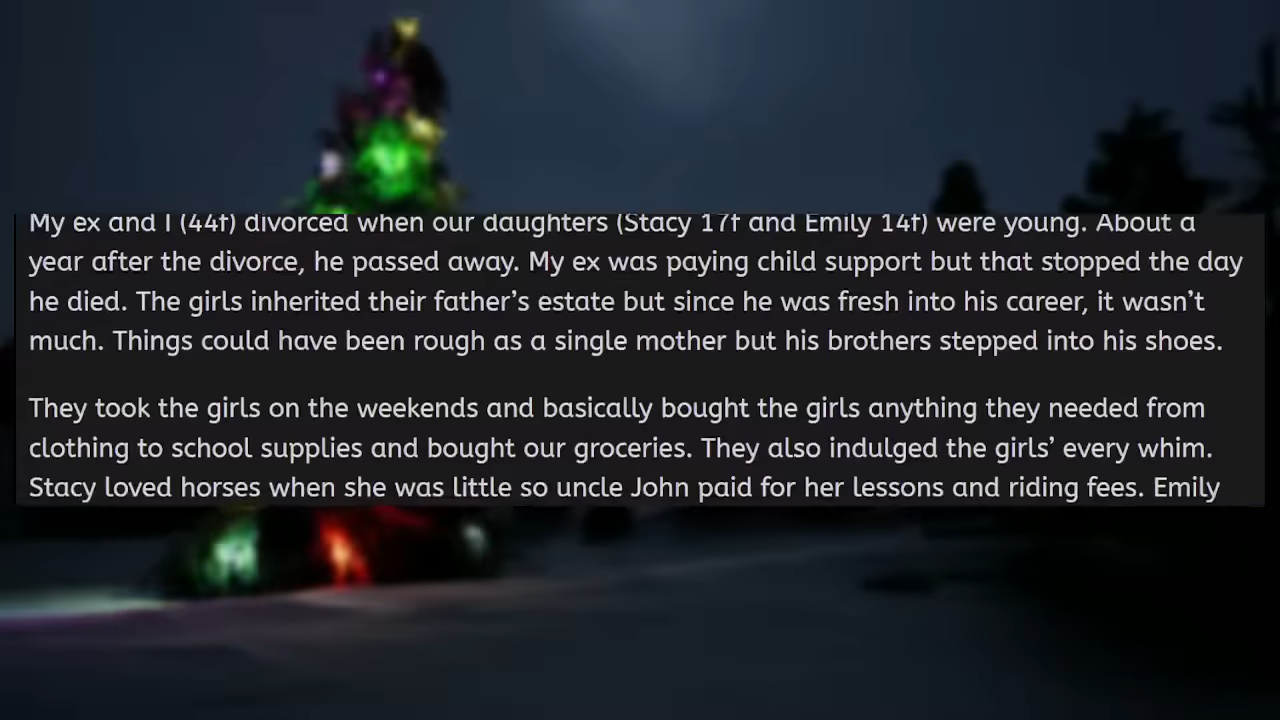 My ex and I (44f) divorced when our daughters (Stacy 17f and Emily 14f) were young. About a
year after the divorce, he passed away. My ex was paying child support but that stopped the day
he died. The girls inherited their father’s estate but since he was fresh into his career, it wasn’t
much. Things could have been rough as a single mother but his brothers stepped into his shoes.
They took the girls on the weekends and basically bought the girls anything they needed from
clothing to school supplies and bought our groceries. They also indulged the girls’ every whim.
Stacy loved horses when she was little so uncle John paid for her lessons and riding fees. Emily